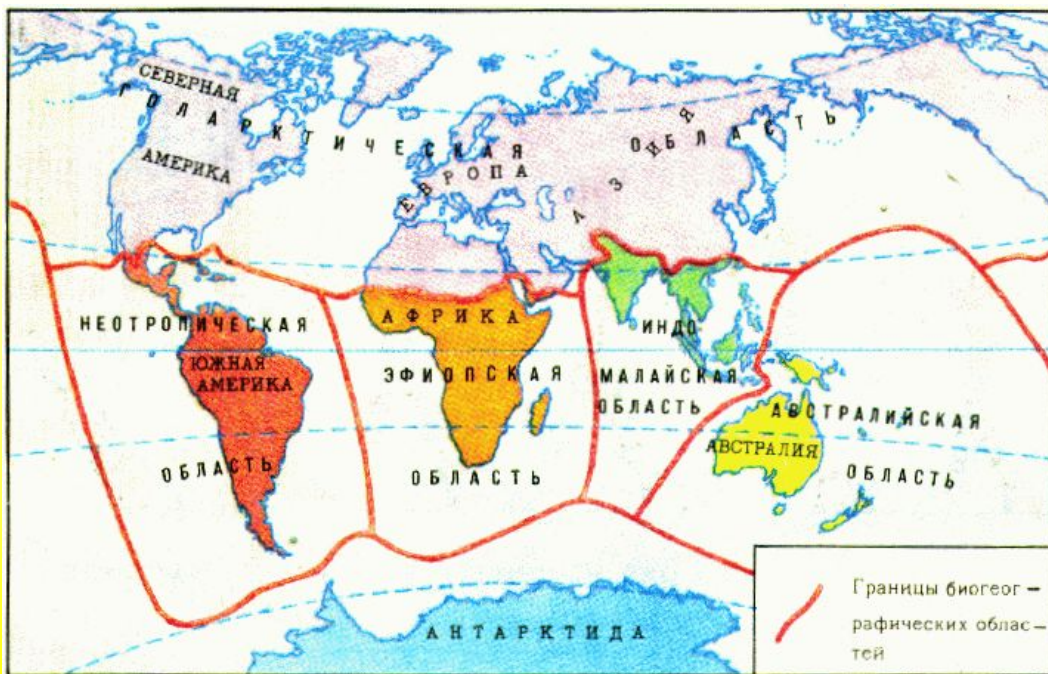 СЕВЕРНАЯ
АМЕРИКА
ГОЛАРКТИЧЕСКАЯ ОБЛАСТЬ
ЕВРОПА
АЗИЯ
НЕОТРОПИЧЕСКАЯ
ОБЛАСТЬ
ЮЖНАЯ
АМЕРИКА
АФРИКА
ЭФИОПСКАЯ
ОБЛАСТЬ
ИНДО
МАЛАЙСКАЯ
ОБЛАСТЬ
АВСТРАЛИЙСКАЯ
ОБЛАСТЬ
АВСТРАЛИЯ
АНТАРКТИДА
Границы биогеог –
рафических облас–
тей